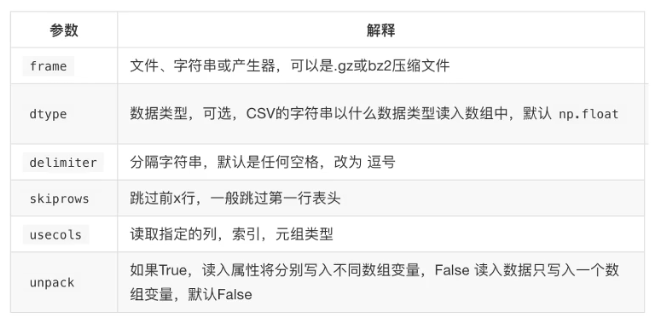 参数 解释
frame 文件、字符串或产生器，可以是.gz或bz2压缩文件
dtype 数据类型，可选，CSV的字符串以什么数据类型读入数组中，默认 np.float
delimiter 分隔字符串，默认是任何空格，改为 逗号
skiprows 跳过前x行，一般跳过第一行表头
usecols 读取指定的列，索引，元组类型
unpack 如果True，读入属性将分别写入不同数组变量，False 读入数据只写入一个数
组变量，默认False